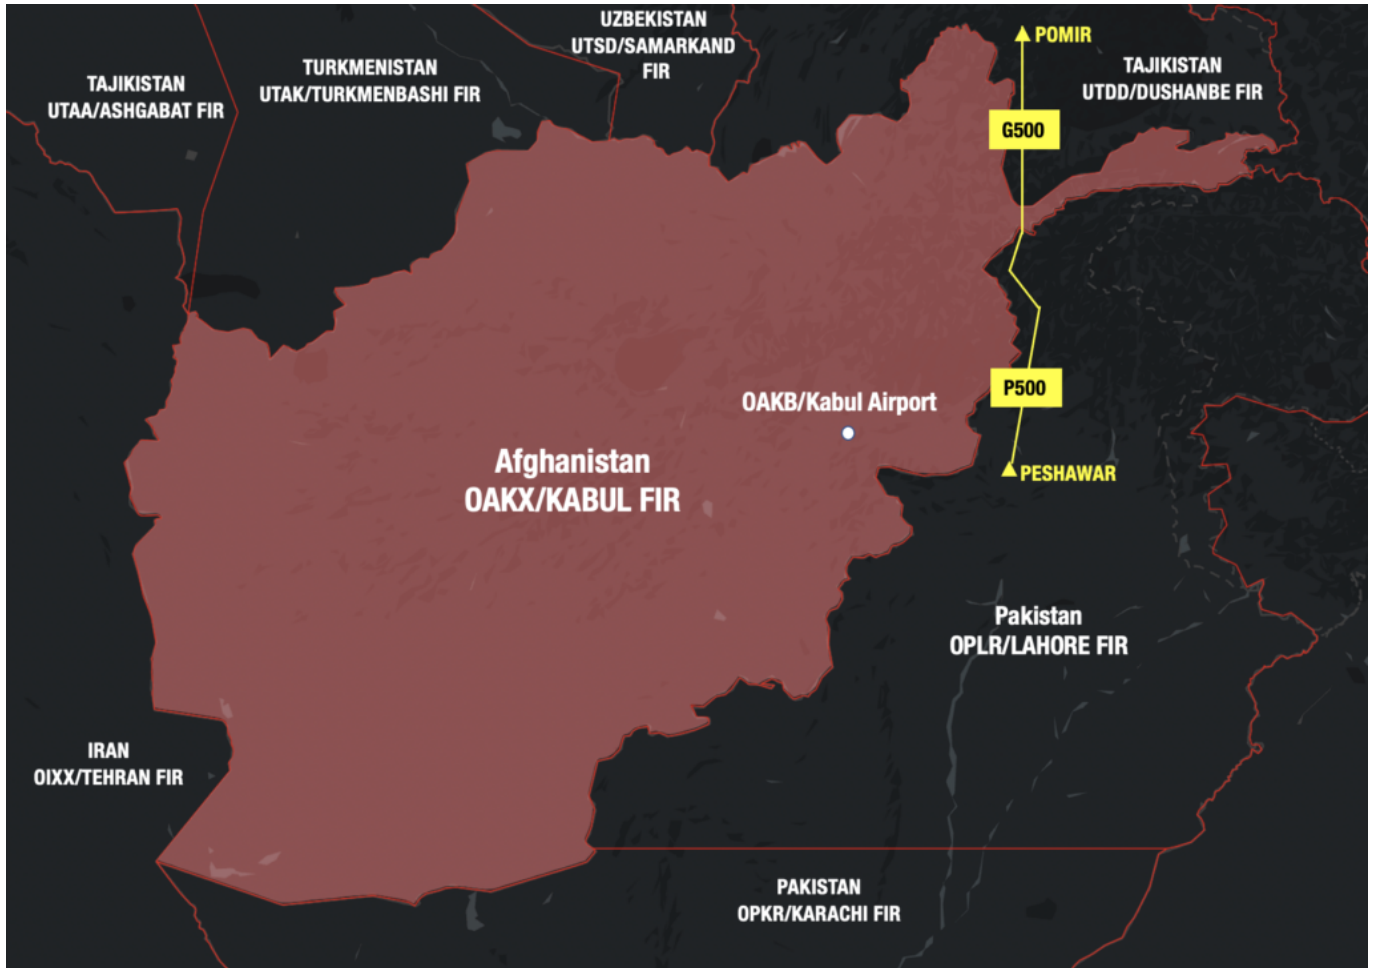 UZBEKISTAN
UTSD/SAMARKAND
FIR
POMIR
TAJIKISTAN
UTAA/ASHGABAT FIR
TURKMENISTAN
UTAK/TURKMENBASHI FIR
TAJIKISTAN
UTDD/DUSHANBE FIR
G500
P500
OAKB/Kabul Airport
Afghanistan
OAKX/KABUL FIR
PESHAWAR
Pakistan
OPLR/LAHORE FIR
IRAN
OIXX/TEHRAN FIR
PAKISTAN
OPKR/KARACHI FIR